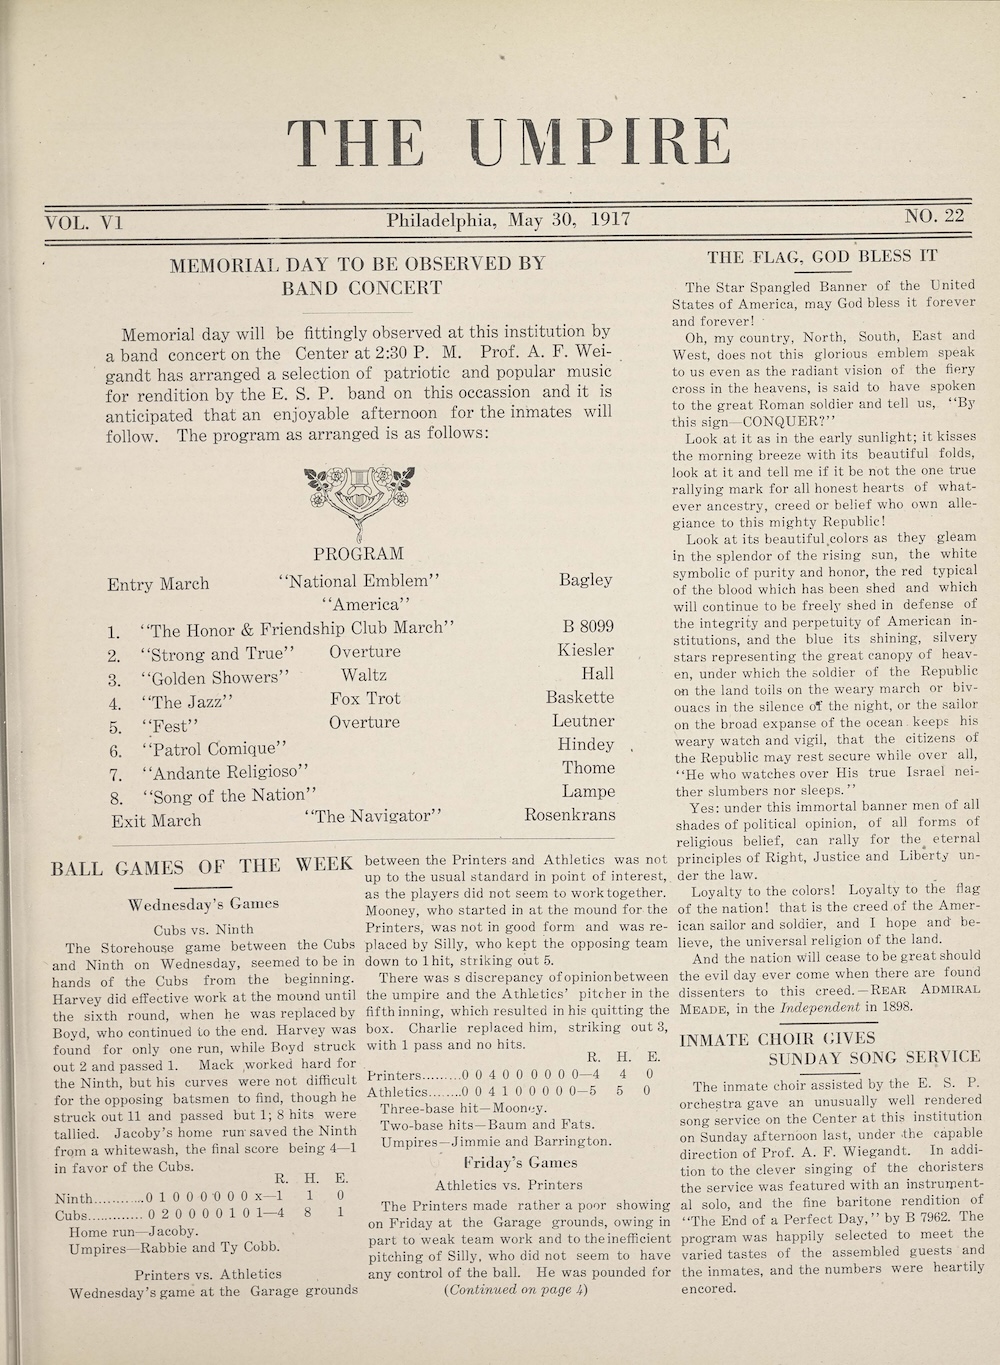 THE UMPIRE
VOL. V1
Philadelphia, May 30, 1917
NO. 22
MEMORIAL DAY TO BE OBSERVED BY
BAND CONCERT
Memorial day will be fittingly observed at this institution by
a band concert on the Center at 2:30 P. M. Prof. A. F. Wei-
gandt has arranged a selection of patriotic and popular music
for rendition by the E. S. P. band on this occassion and it is
anticipated that an enjoyable afternoon for the inmates will
follow. The program as arranged is as follows:
PROGRAM
Entry March "National Emblem" Bagley
"America"
1. "The Honor & Friendship Club March" B 8099
2. "Strong and True" Overture Kiesler
3. "Golden Showers" Waltz Hall
4. "The Jazz" Fox Trot Baskette
5. "Fest" Overture Leutner
6. "Patrol Comique" Hindey
7. "Andante Religioso" Thome
8. "Song of the Nation" Lampe
Exit March "The Navigator" Rosenkrans
BALL GAMES OF THE WEEK
Wednesday's Games
Cubs vs. Ninth
The Storehouse game between the Cubs
and Ninth on Wednesday, seemed to be in
hands of the Cubs from the beginning.
Harvey did effective work at the mound until
the sixth round, when he was replaced by
Boyd, who continued to the end. Harvey was
found for only one run, while Boyd struck
out 2 and passed 1. Mack worked hard for
the Ninth, but his curves were not difficult
for the opposing batsmen to find, though he
struck out 11 and passed but 1; 8 hits were
tallied. Jacoby's home run saved the Ninth
from a whitewash, the final score being 4—1
in favor of the Cubs.
R. H. E.
Ninth...........0 1 0 0 0 0 0 0 x—1 1 0
Cubs............ 0 2 0 0 0 0 1 0 1—4 8 1
Home run—Jacoby.
Umpires—Rabbie and Ty Cobb.
Printers vs. Athletics
Wednesday's game at the Garage grounds
between the Printers and Athletics was not
up to the usual standard in point of interest,
as the players did not seem to work together.
Mooney, who started in at the mound for the
Printers, was not in good form and was re-
placed by Silly, who kept the opposing team
down to 1 hit, striking out 5.
There was s discrepancy of opinion between
the umpire and the Athletics' pitcher in the
fifth inning, which resulted in his quitting the
box. Charlie replaced him, striking out 3,
with 1 pass and no hits.
R. H. E.
Printers.........0 0 4 0 0 0 0 0 0—4 4 0
Athletics........0 0 4 1 0 0 0 0 0—5 5 0
Three-base hit—Mooney.
Two-base hits—Baum and Fats.
Umpires—Jimmie and Barrington.
Friday's Games
Athletics vs. Printers
The Printers made rather a poor showing
on Friday at the Garage grounds, owing in
part to weak team work and to the inefficient
pitching of Silly, who did not seem to have
any control of the ball. He was pounded for
(Continued on page 4)
THE FLAG, GOD BLESS IT
The Star Spangled Banner of the United
States of America, may God bless it forever
and forever!
Oh, my country, North, South, East and
West, does not this glorious emblem speak
to us even as the radiant vision of the fiery
cross in the heavens, is said to have spoken
to the great Roman soldier and tell us, "By
this sign—CONQUER?"
Look at it as in the early sunlight; it kisses
the morning breeze with its beautiful folds,
look at it and tell me if it be not the one true
rallying mark for all honest hearts of what-
ever ancestry, creed or belief who own alle-
giance to this mighty Republic!
Look at its beautiful colors as they gleam
in the splendor of the rising sun, the white
symbolic of purity and honor, the red typical
of the blood which has been shed and which
will continue to be freely shed in defense of
the integrity and perpetuity of American in-
stitutions, and the blue its shining, silvery
stars representing the great canopy of heav-
en, under which the soldier of the Republic
on the land toils on the weary march or biv-
ouacs in the silence of the night, or the sailor
on the broad expanse of the ocean keeps his
weary watch and vigil, that the citizens of
the Republic may rest secure while over all,
"He who watches over His true Israel nei-
ther slumbers nor sleeps."
Yes: under this immortal banner men of all
shades of political opinion, of all forms of
religious belief, can rally for the eternal
principles of Right, Justice and Liberty un-
der the law.
Loyalty to the colors! Loyalty to the flag
of the nation! that is the creed of the Amer-
ican sailor and soldier, and I hope and be-
lieve, the universal religion of the land.
And the nation will cease to be great should
the evil day ever come when there are found
dissenters to this creed.—REAR ADMIRAL
MEADE, in the Independent in 1898.
INMATE CHOIR GIVES
SUNDAY SONG SERVICE
The inmate choir assisted by the E. S. P.
orchestra gave an unusually well rendered
song service on the Center at this institution
on Sunday afternoon last, under the capable
direction of Prof. A. F. Wiegandt. In addi-
tion to the clever singing of the choristers
the service was featured with an instrument-
al solo, and the fine baritone rendition of
"The End of a Perfect Day," by B 7962. The
program was happily selected to meet the
varied tastes of the assembled guests and
the inmates, and the numbers were heartily
encored.